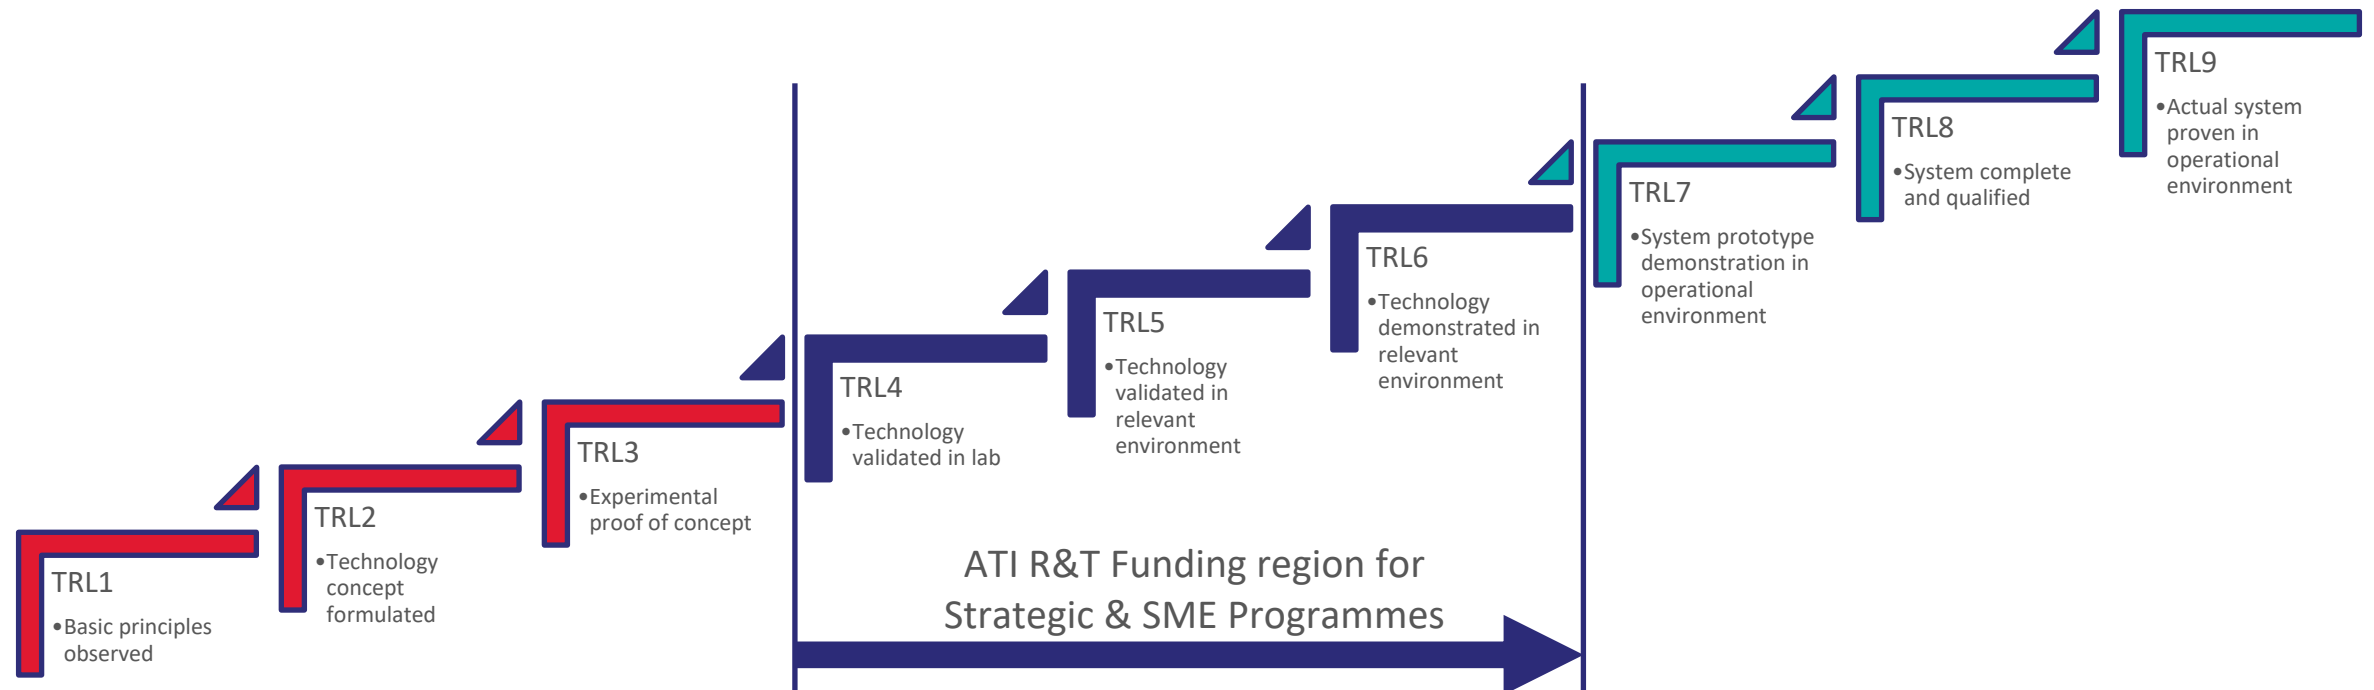 TRL1
•Basic principles
observed
TRL2
•Technology
concept
formulated
TRL3
•Experimental
proof of concept
TRL4
•Technology
validated in lab
TRL5
•Technology
validated in
relevant
environment
TRL6
•Technology
demonstrated in
relevant
environment
TRL7
•System prototype
demonstration in
operational
environment
TRL8
•System complete
and qualified
TRL9
•Actual system
proven in
operational
environment
ATI R&T Funding region for
Strategic & SME Programmes